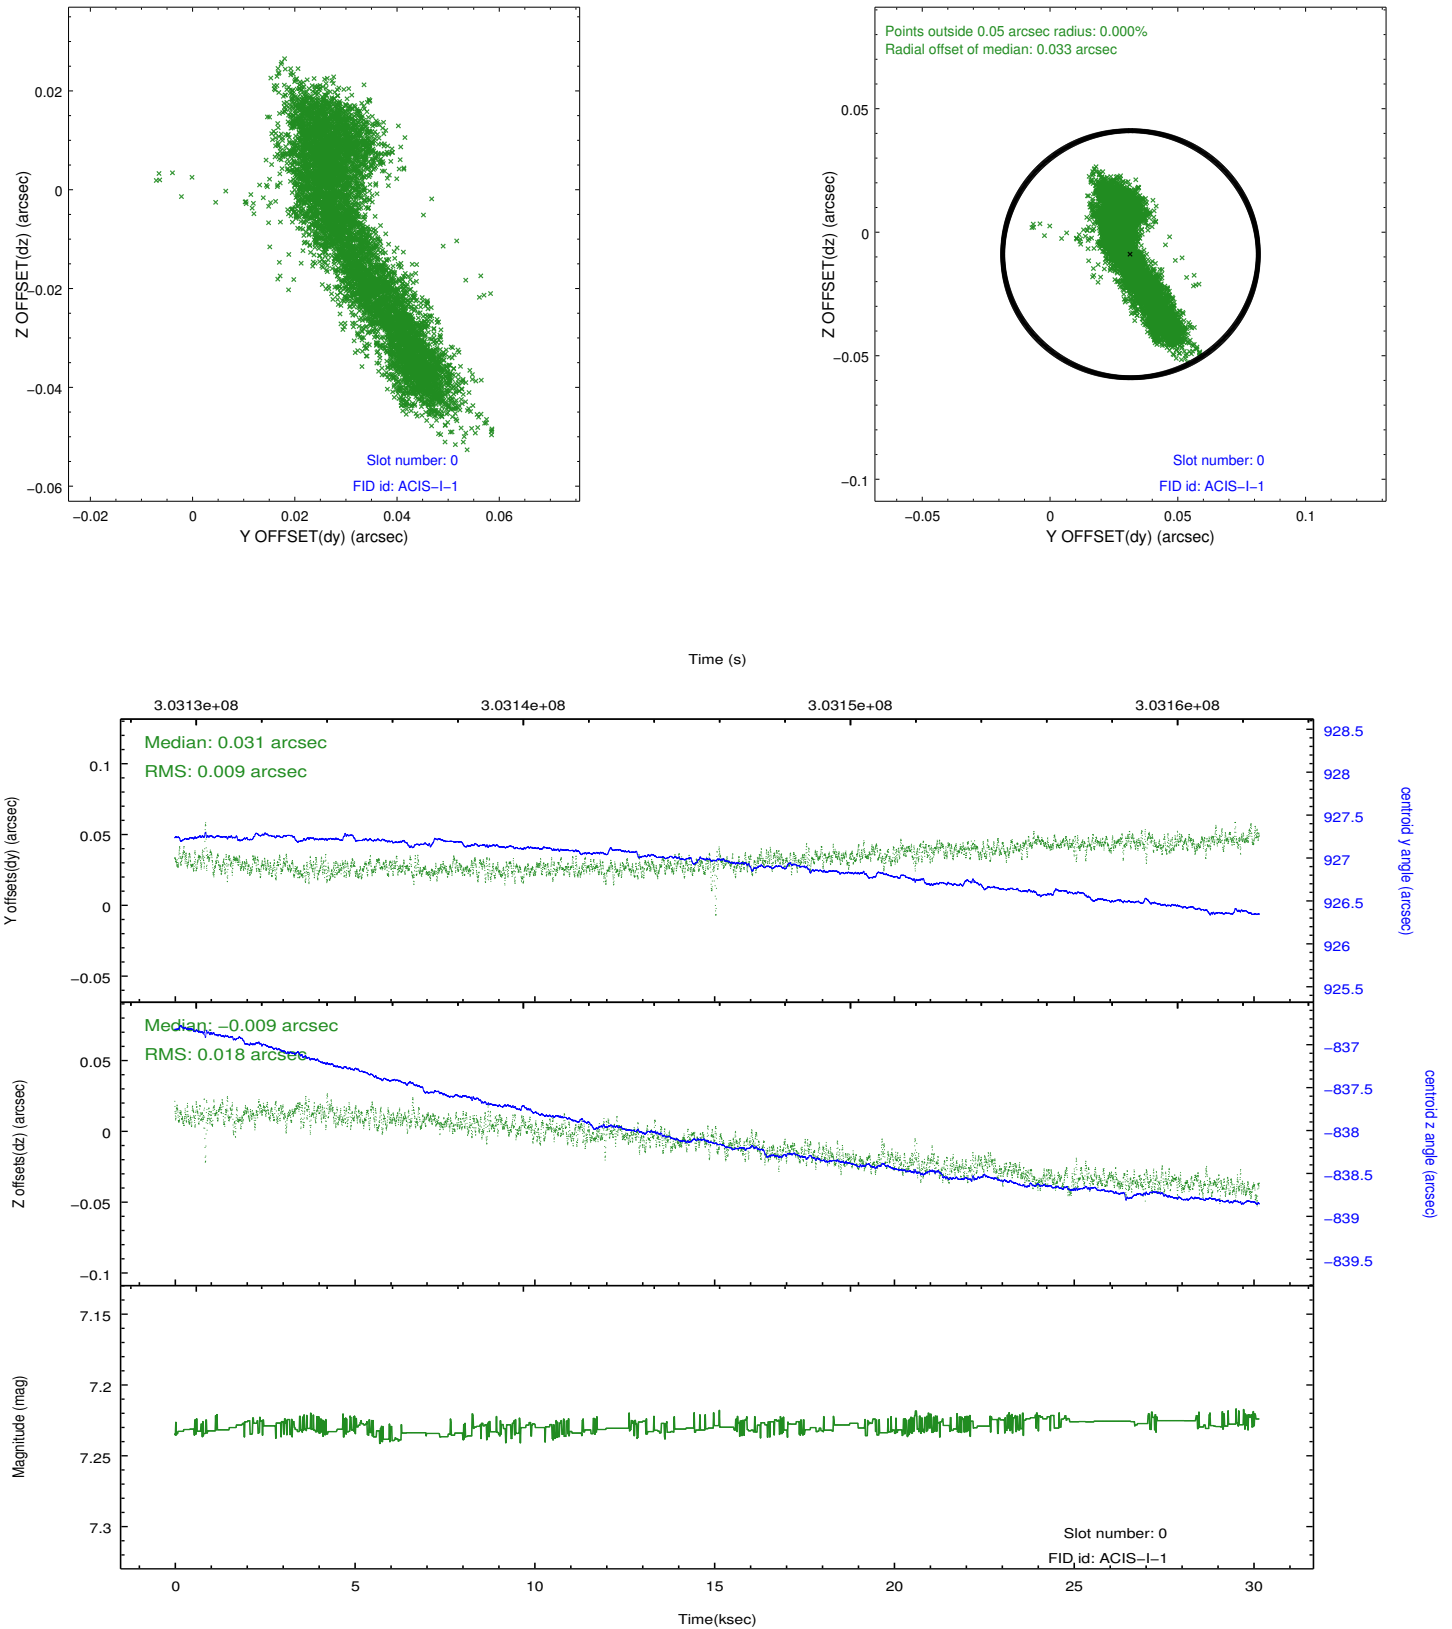 0.02
0
−0.02
−0.04
−0.06
Z OFFSET(dz) (arcsec)
Slot number: 0
FID id: ACIS−I−1
−0.02
0
0.02
0.04
0.06
Y OFFSET(dy) (arcsec)
Points outside 0.05 arcsec radius: 0.000%
Radial offset of median: 0.033 arcsec
0.05
0
−0.05
−0.1
Z OFFSET(dz) (arcsec)
Slot number: 0
FID id: ACIS−I−1
−0.05
0
0.05
0.1
Y OFFSET(dy) (arcsec)
Time (s)
3.0313e+08
3.0314e+08
3.0315e+08
3.0316e+08
Median: 0.031 arcsec
RMS: 0.009 arcsec
0.1
0.05
0
−0.05
Y offsets(dy) (arcsec)
928.5
928
927.5
927
926.5
926
925.5
centroid y angle (arcsec)
Median: −0.009 arcsec
RMS: 0.018 arcsec
0.05
0
−0.05
−0.1
Z offsets(dz) (arcsec)
−837
−837.5
−838
−838.5
−839
−839.5
centroid z angle (arcsec)
7.15
7.2
7.25
7.3
Magnitude (mag)
Slot number: 0
FID id: ACIS−I−1
0
5
10
15
20
25
30
Time(ksec)